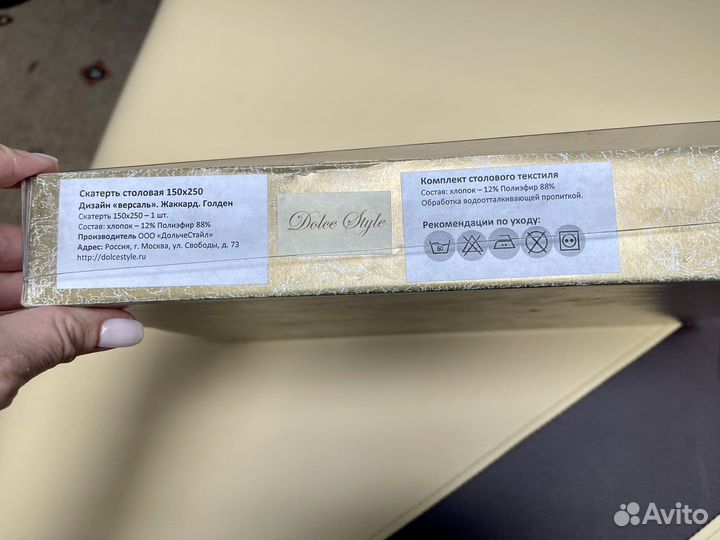 Скатерть столовая 150х250
Дизайн «версаль». Жаккард. Голден
Скатерть 150х250 – 1 шт.
Состав: хлопок – 12% Полиэфир 88%
Производитель ООО «ДольчеСтайл»
Адрес: Россия, г. Москва, ул. Свободы, д. 73
http://dolcestyle.ru
Dolce Style
Комплект столового текстиля
Состав: хлопок – 12% Полиэфир 88%
Обработка водоотталкивающей пропиткой.
Рекомендации по уходу:
60
Avito